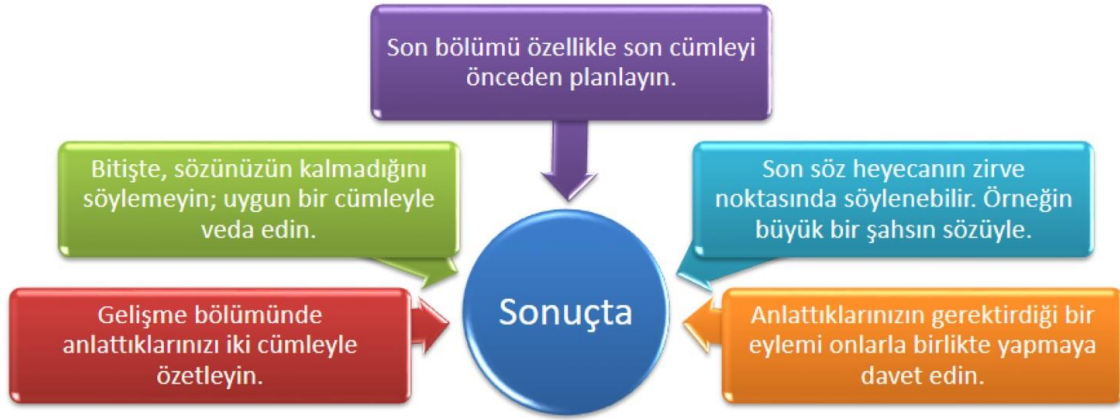 Son bölümü özellikle son cümleyi
önceden planlayın.
Bitişte, sözünüzün kalmadığını
söylemeyin; uygun bir cümleyle
veda edin.
Son söz heyecanın zirve
noktasında söylenebilir. Örneğin
büyük bir şahsın sözüyle.
Gelişme bölümünde
anlattıklarınızı iki cümleyle
özetleyin.
Sonuçta
Anlattıklarınızın gerektirdiği bir
eylemi onlarla birlikte yapmaya
davet edin.